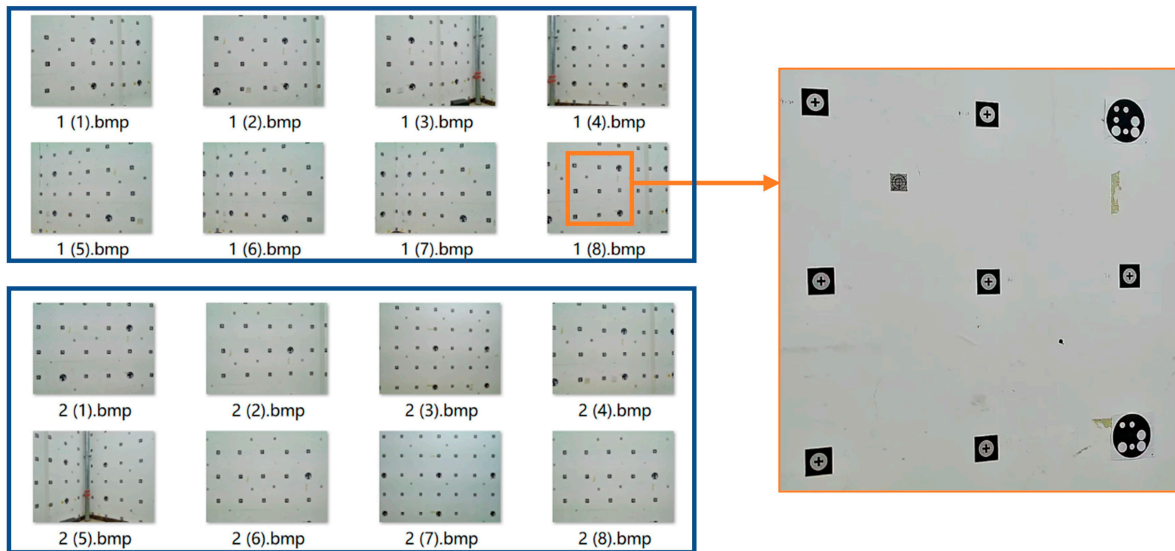 1 (1).bmp
1 (2).bmp
1 (3).bmp
1 (4).bmp
1 (5).bmp
1 (6).bmp
1 (7).bmp
1 (8).bmp
2 (1).bmp
2 (2).bmp
2 (3).bmp
2 (4).bmp
2 (5).bmp
2 (6).bmp
2 (7).bmp
2 (8).bmp